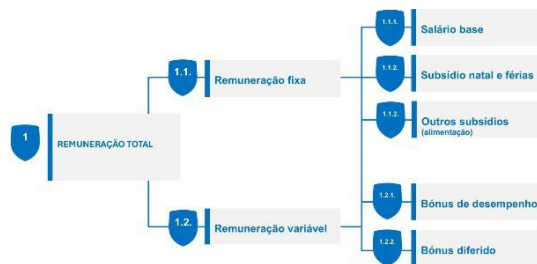 1
REMUNERAÇÃO TOTAL
1.1.
Remuneração fixa
1.1.1.
Salário base
1.1.2.
Subsídio natal e férias
1.1.2.
Outros subsídios
(alimentação)
1.2.
Remuneração variável
1.2.1.
Bónus de desempenho
1.2.2.
Bónus diferido